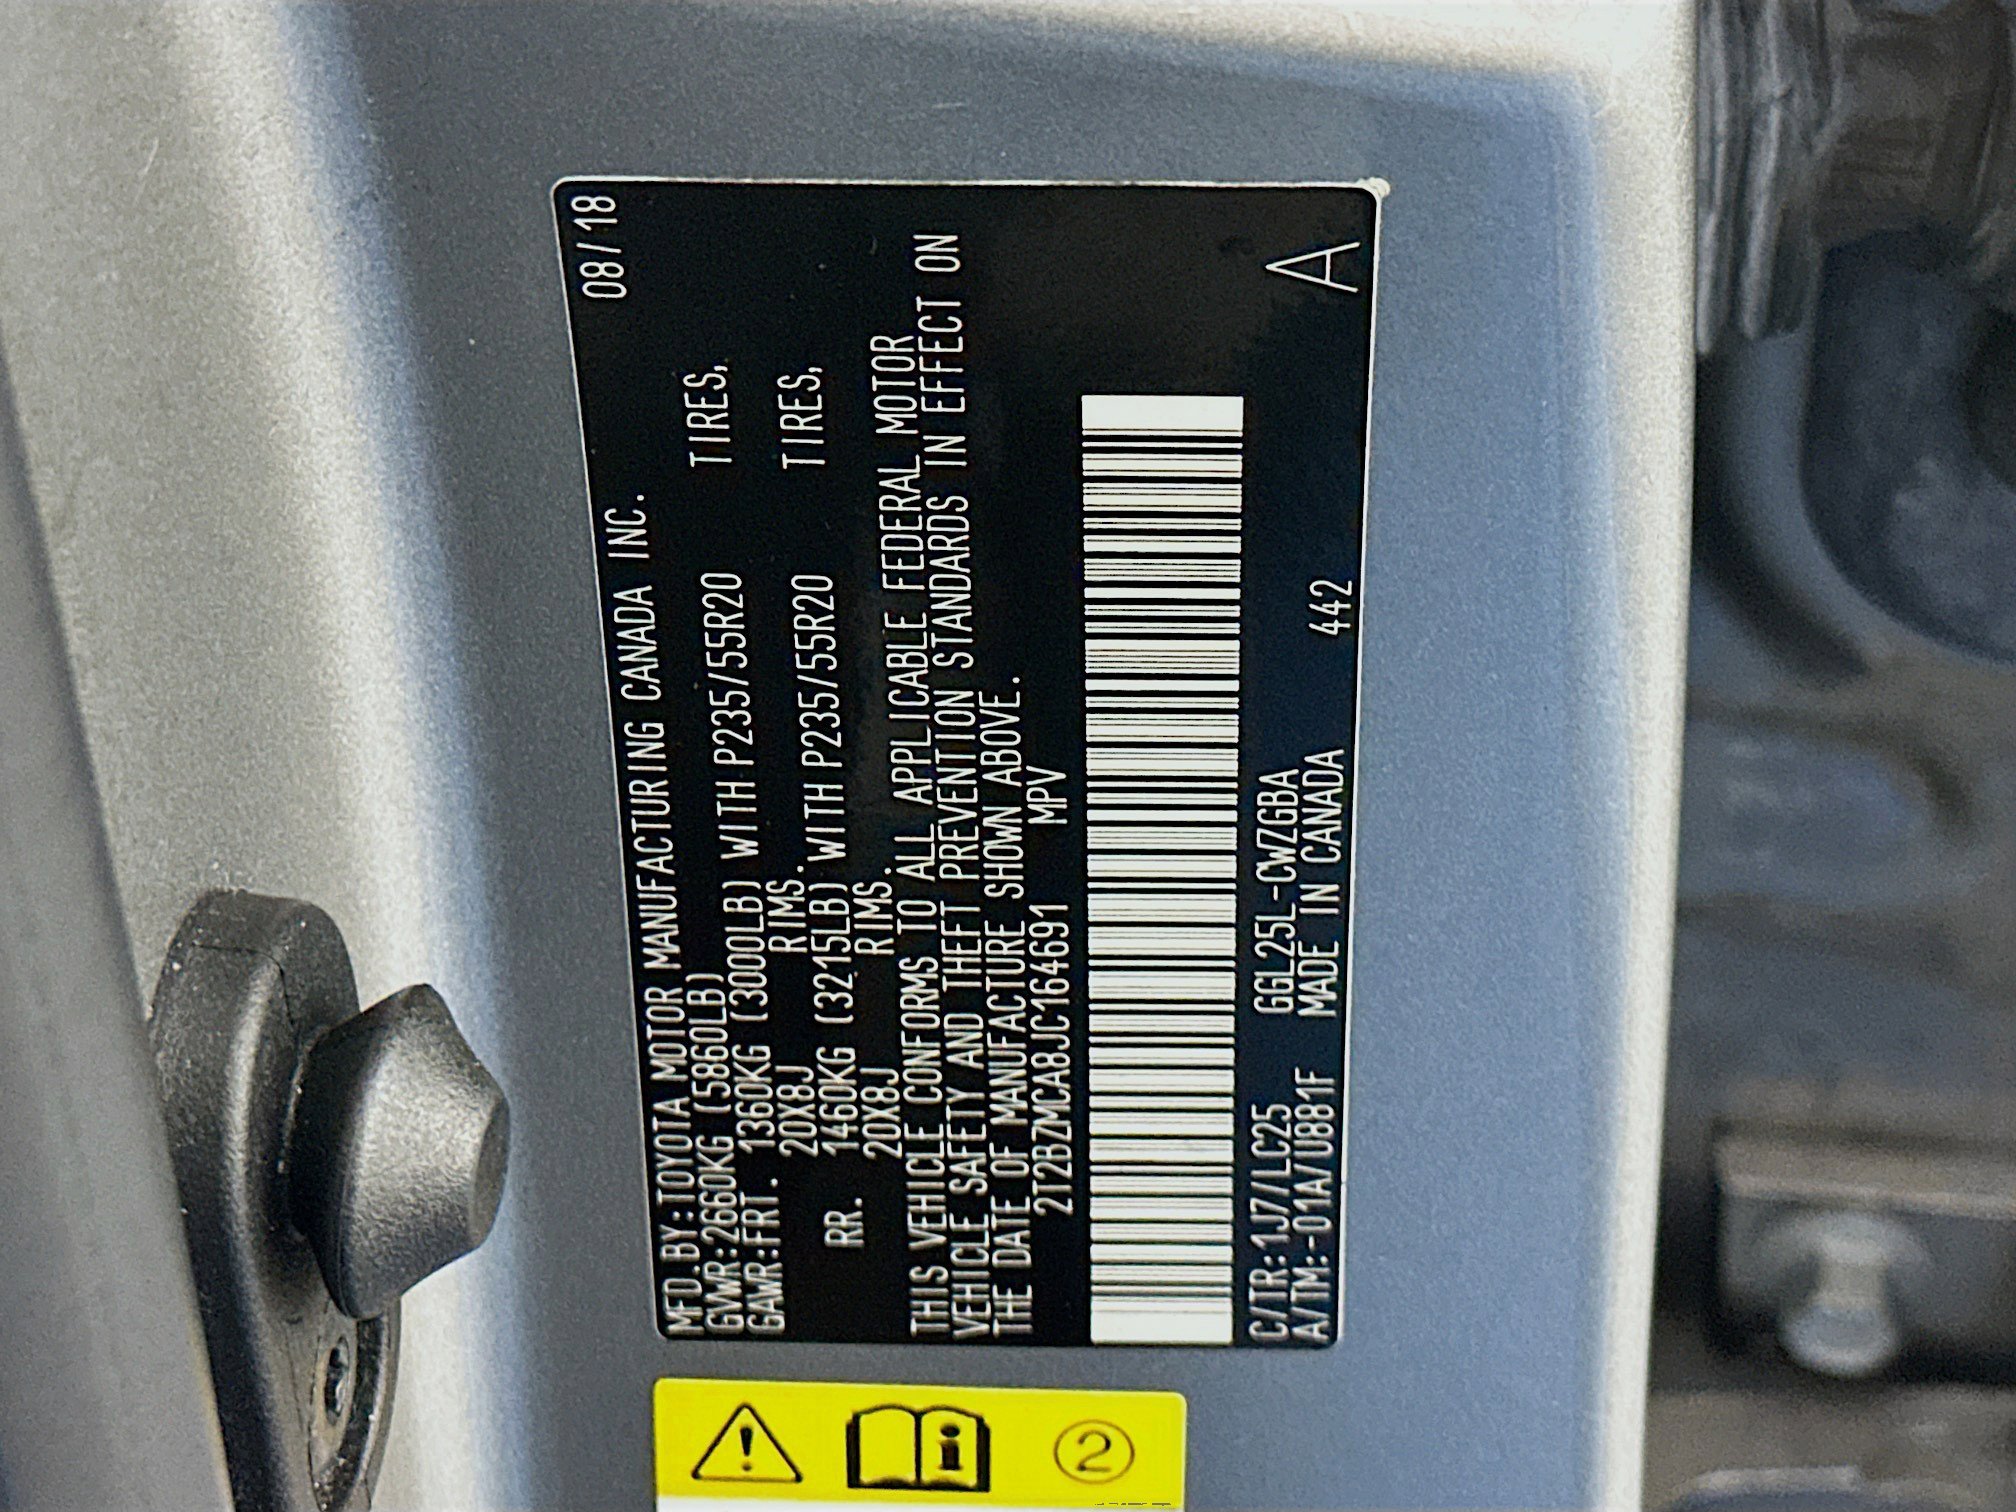 MFD.BY:TOYOTA MOTOR MANUFACTURING CANADA INC. 08/18
GVWR:2660KG (5860LB)
GAWR:FRT. 1360KG (3000LB) WITH P235/55R20 TIRES,
20X8J RIMS.
RR. 1460KG (3215LB) WITH P235/55R20 TIRES,
20X8J RIMS.
THIS VEHICLE CONFORMS TO ALL APPLICABLE FEDERAL MOTOR
VEHICLE SAFETY AND THEFT PREVENTION STANDARDS IN EFFECT ON
THE DATE OF MANUFACTURE SHOWN ABOVE.
2T2BZMCA8JC164691 MPV
C/TR:1J7/LC25 GGL25L-CWZGBA
A/TM:-01A/U881F MADE IN CANADA 442 A
2